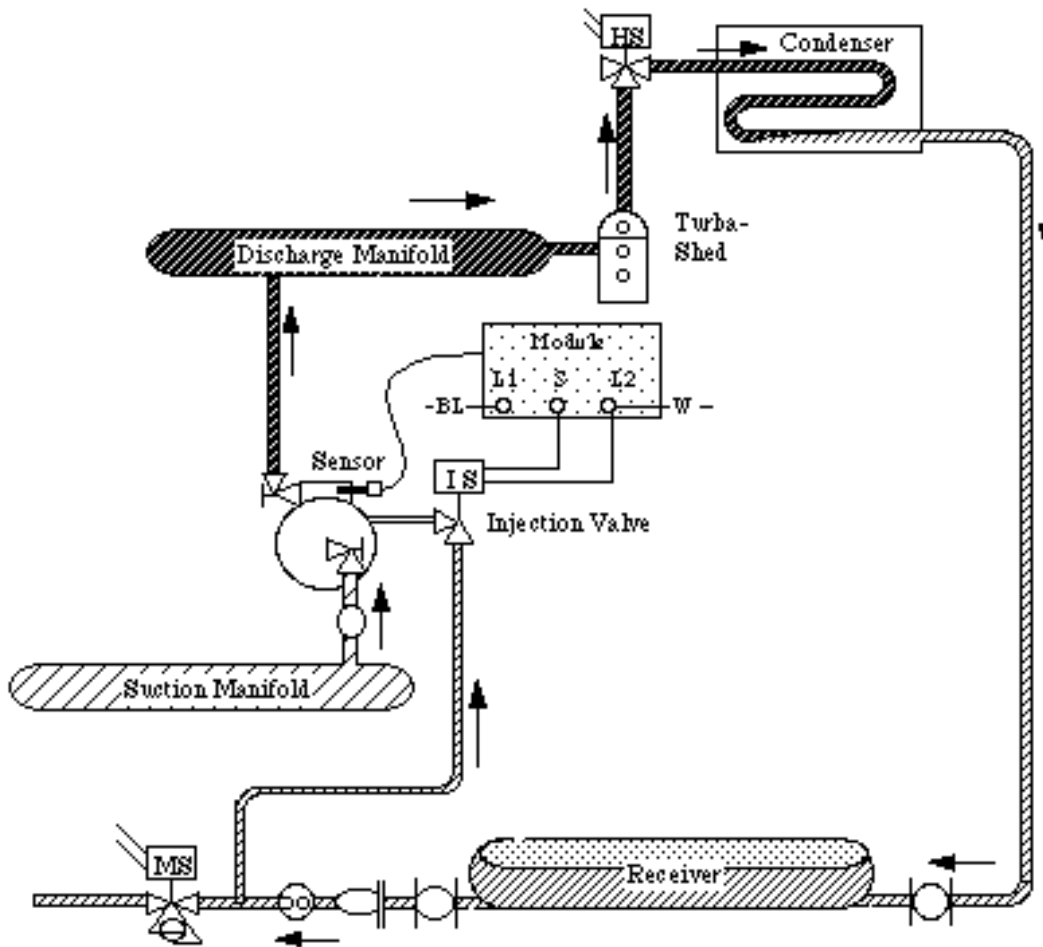 HS
Condenser
Turba-
Shed
Discharge Manifold
Module
L1 S L2
-BL
W -
Sensor
IS
Injection Valve
Suction Manifold
MS
Receiver